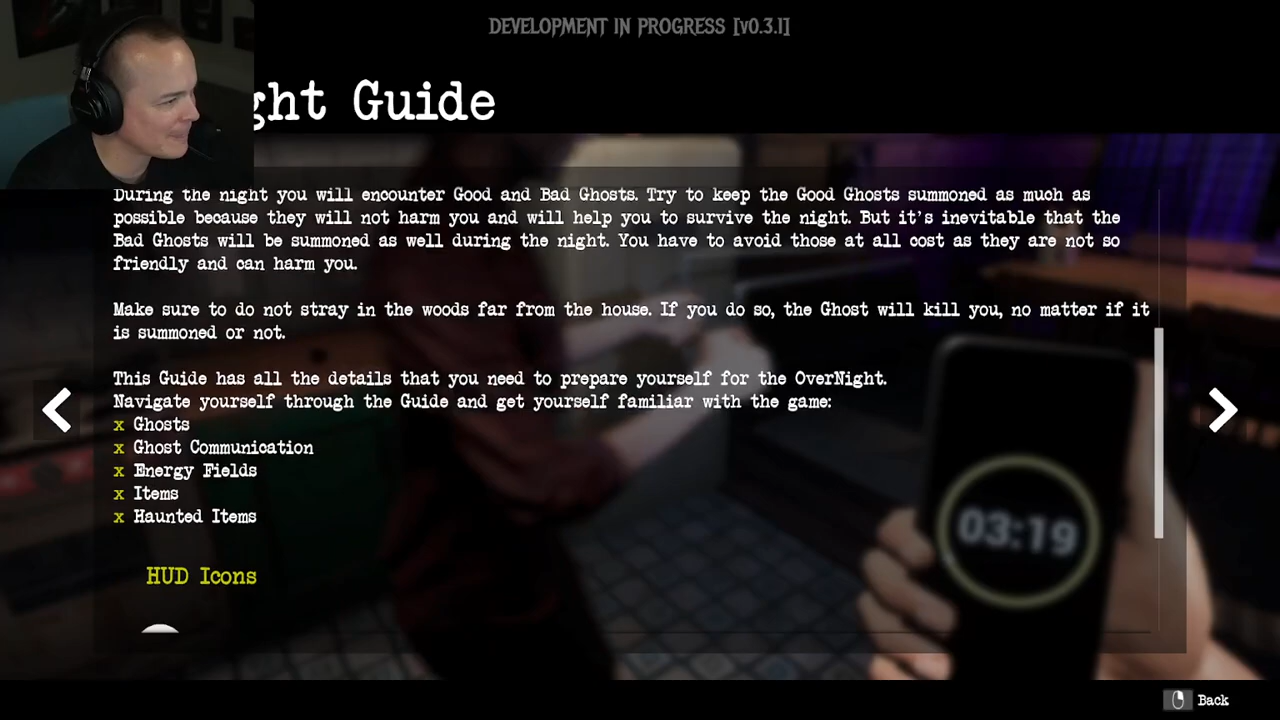 DEVELOPMENT IN PROGRESS [v0.3.1]
ght Guide
During the night you will encounter Good and Bad Ghosts. Try to keep the Good Ghosts summoned as much as
possible because they will not harm you and will help you to survive the night. But it's inevitable that the
Bad Ghosts will be summoned as well during the night. You have to avoid those at all cost as they are not so
friendly and can harm you.
Make sure to do not stray in the woods far from the house. If you do so, the Ghost will kill you, no matter if it
is summoned or not.
This Guide has all the details that you need to prepare yourself for the OverNight.
Navigate yourself through the Guide and get yourself familiar with the game:
x Ghosts
x Ghost Communication
x Energy Fields
x Items
x Haunted Items
03:19
HUD Icons
Back